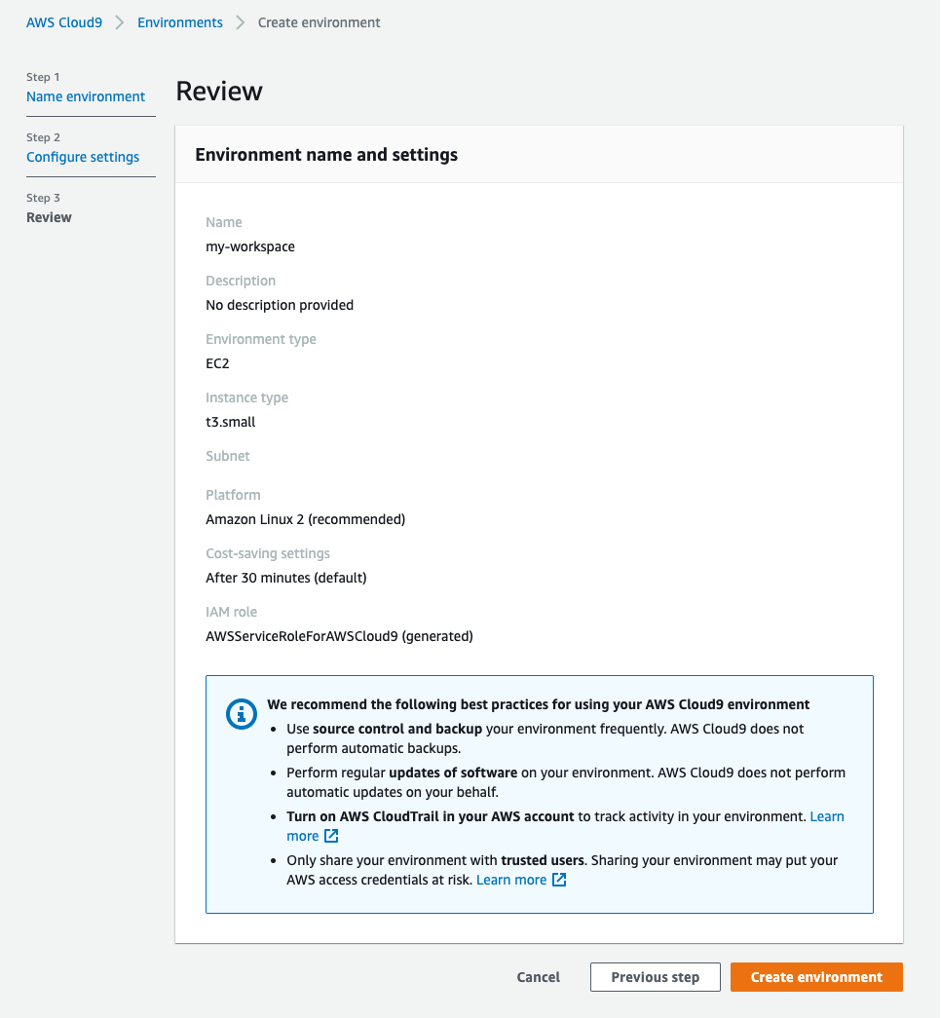 AWS Cloud9 > Environments > Create environment
Step 1
Name environment
Step 2
Configure settings
Step 3
Review
Review
Environment name and settings
Name
my-workspace
Description
No description provided
Environment type
EC2
Instance type
t3.small
Subnet
Platform
Amazon Linux 2 (recommended)
Cost-saving settings
After 30 minutes (default)
IAM role
AWSServiceRoleForAWSCloud9 (generated)
We recommend the following best practices for using your AWS Cloud9 environment
• Use source control and backup your environment frequently. AWS Cloud9 does not
perform automatic backups.
• Perform regular updates of software on your environment. AWS Cloud9 does not perform
automatic updates on your behalf.
• Turn on AWS CloudTrail in your AWS account to track activity in your environment. Learn
more
• Only share your environment with trusted users. Sharing your environment may put your
AWS access credentials at risk. Learn more
Cancel
Previous step
Create environment